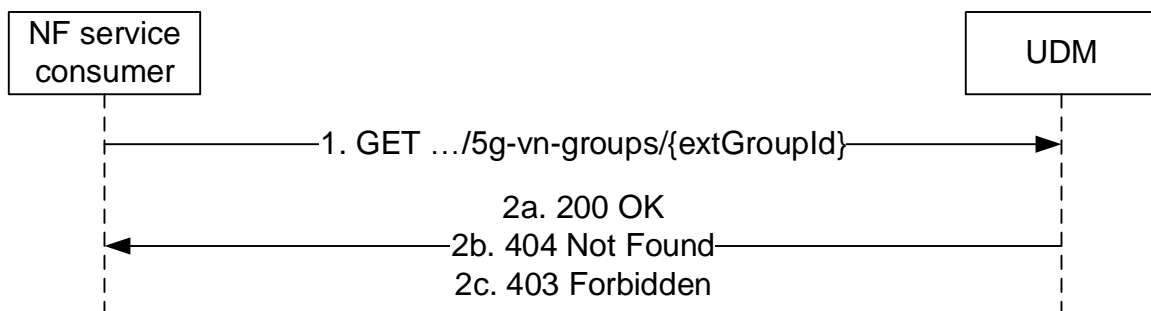 NF service
consumer
UDM
1. GET …/5g-vn-groups/{extGroupId}
2a. 200 OK
2b. 404 Not Found
2c. 403 Forbidden